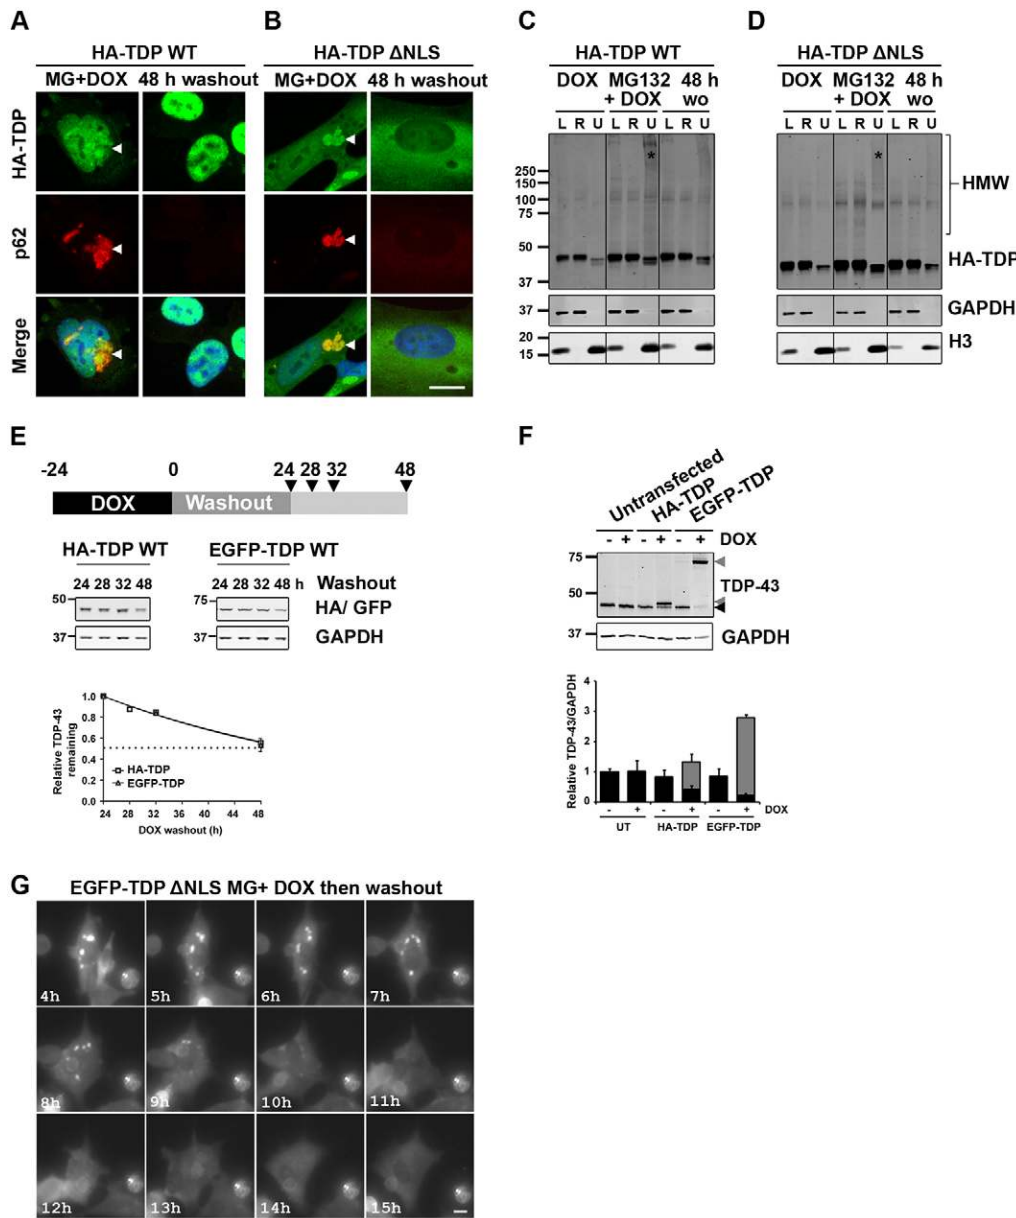 A
HA-TDP WT
MG+DOX 48 h washout
HA-TDP
p62
Merge
B
HA-TDP ΔNLS
MG+DOX 48 h washout
C
HA-TDP WT
DOX MG132 + DOX 48 h wo
L R U L R U L R U
250
150
100
75
50
37
37
20
15
*
D
HA-TDP ΔNLS
DOX MG132 + DOX 48 h wo
L R U L R U L R U
*
HMW
HA-TDP
GAPDH
H3
E
-24 0 24 28 32 48
DOX Washout
HA-TDP WT EGFP-TDP WT
24 28 32 48 24 28 32 48 h Washout
50 75 HA/ GFP
37 37 GAPDH
Relative TDP-43 remaining
1.0
0.8
0.6
0.4
0.2
0.0
HA-TDP
EGFP-TDP
24 28 32 36 40 44 48
DOX washout (h)
F
Untransfected
HA-TDP
EGFP-TDP
- + - + - + DOX
75
50
TDP-43
37
GAPDH
Relative TDP-43/GAPDH
4
3
2
1
0
- + - + - + DOX
UT HA-TDP EGFP-TDP
G
EGFP-TDP ΔNLS MG+ DOX then washout
4h 5h 6h 7h
8h 9h 10h 11h
12h 13h 14h 15h